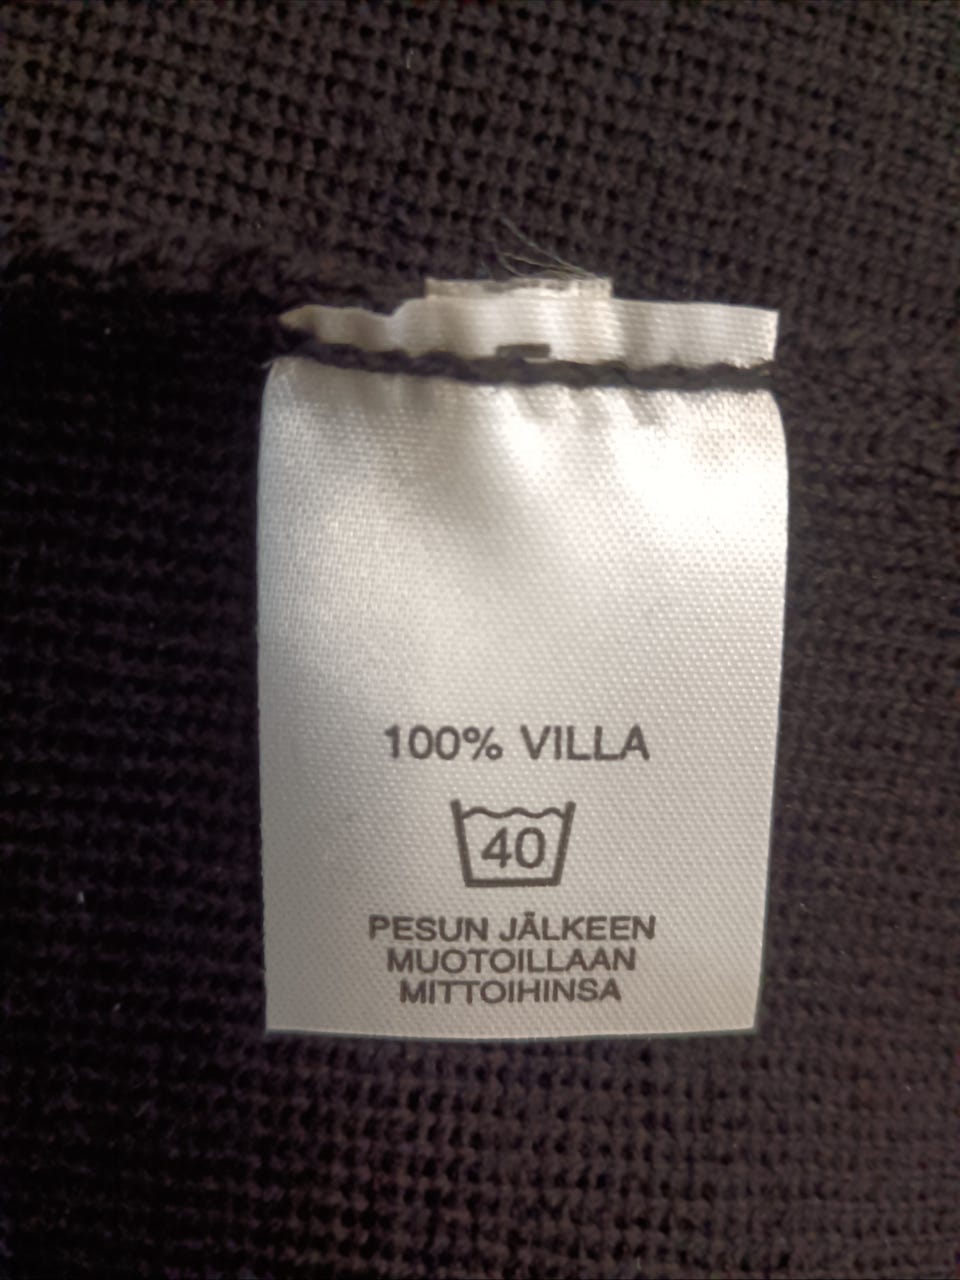 100% VILLA
40
PESUN JÄLKEEN
MUOTOILLAAN
MITTOIHINSA